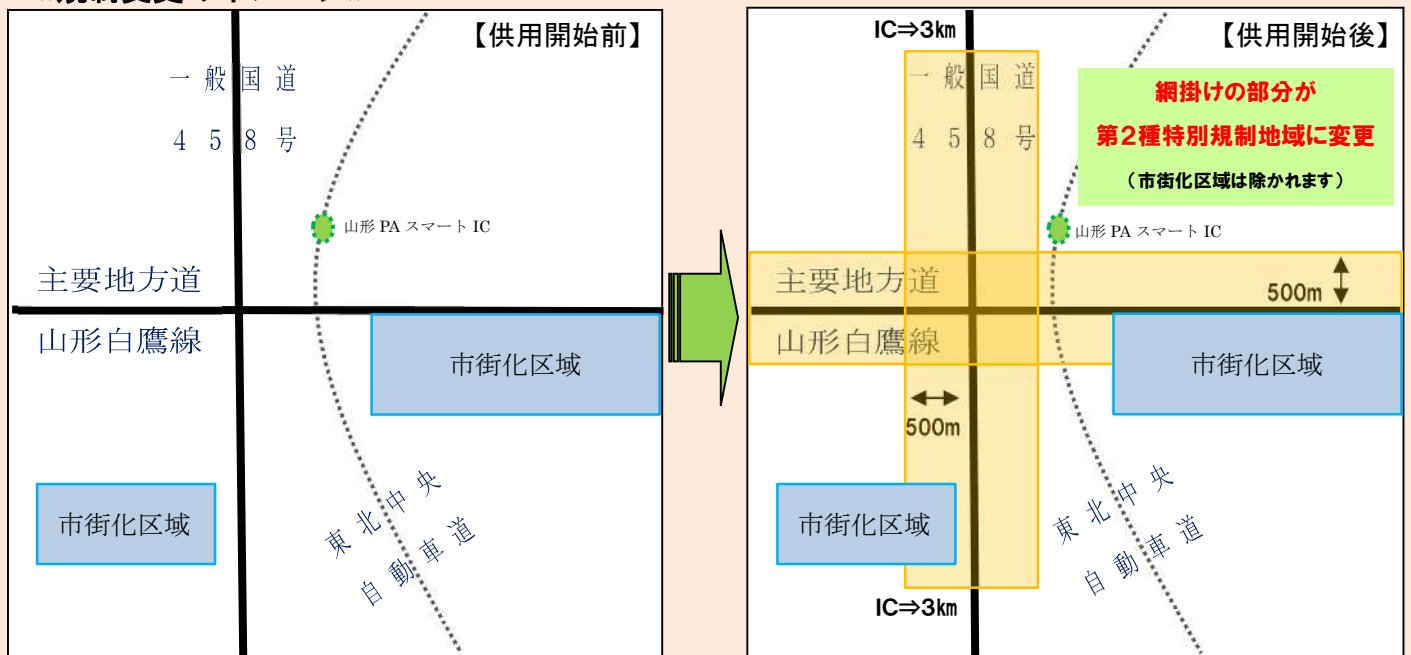 【供用開始前】
一般国道
458号
山形 PA スマート IC
主要地方道
山形白鷹線
市街化区域
市街化区域
東北中央
自動車道
【供用開始後】
IC⇒3㎞
一般国道
458号
網掛けの部分が
第2種特別規制地域に変更
(市街化区域は除かれます)
山形 PA スマート IC
主要地方道
500m
山形白鷹線
市街化区域
500m
市街化区域
東北中央
自動車道
IC⇒3㎞